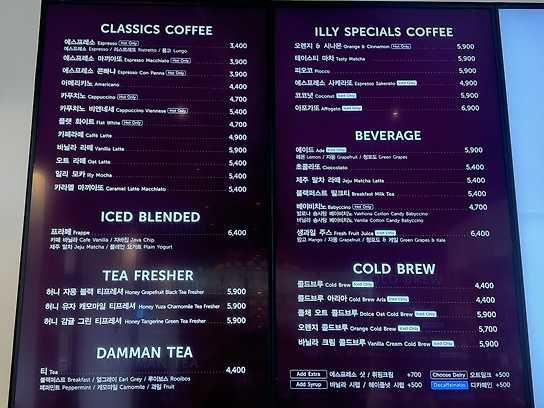 CLASSICS COFFEE
에스프레소 Espresso Hot Only 3,400
에스프레소 Espresso / 리스트레또 Ristretto / 룽고 Lungo
에스프레소 마끼아또 Espresso Macchiato Hot Only 3,900
에스프레소 콘빠나 Espresso Con Panna Hot Only 3,900
아메리카노 Americano 4,400
카푸치노 Cappuccino Hot Only 4,700
카푸치노 비엔네세 Cappuccino Viennese Hot Only 5,400
플랫 화이트 Flat White Hot Only 4,700
카페라떼 Caffè Latte 4,900
바닐라 라떼 Vanilla Latte 5,900
오트 라떼 Oat Latte 5,400
일리 모카 illy Mocha 5,400
카라멜 마끼아또 Caramel Latte Macchiato 5,400
ICED BLENDED
프라페 Frappe 6,400
카페 바닐라 Cafe Vanilla / 자바칩 Java Chip
제주 말차 Jeju Matcha / 플레인 요거트 Plain Yogurt
TEA FRESHER
허니 자몽 블랙 티프레셔 Honey Grapefruit Black Tea Fresher 5,900
허니 유자 캐모마일 티프레셔 Honey Yuza Chamomile Tea Fresher 5,900
허니 감귤 그린 티프레셔 Honey Tangerine Green Tea Fresher 5,900
DAMMAN TEA
티 Tea 4,400
블랙퍼스트 Breakfast / 얼그레이 Earl Grey / 루이보스 Rooibos
페퍼민트 Peppermint / 캐모마일 Camomile / 과일 Fruit
ILLY SPECIALS COFFEE
오렌지 & 시나몬 Orange & Cinnamon Hot Only 5,900
테이스티 마차 Tasty Matcha 5,900
피오코 Fiocco 5,900
에스프레소 사케라또 Espresso Sakerato Iced Only 4,900
코코넛 Coconut Iced Only 5,900
아포가또 Affogato Iced Only 6,900
BEVERAGE
에이드 Ade Iced Only 5,900
레몬 Lemon / 자몽 Grapefruit / 청포도 Green Grapes
초콜라또 Cioccolato 5,400
제주 말차 라떼 Jeju Matcha Latte 5,400
블랙퍼스트 밀크티 Breakfast Milk Tea 5,400
베이비치노 Babyccino Hot Only 4,700
발로나 솜사탕 베이비치노 Valrhona Cotton Candy Babyccino
바닐라 솜사탕 베이비치노 Vanilla Cotton Candy Babyccino
생과일 주스 Fresh Fruit Juice Iced Only 6,400
망고 Mango / 자몽 Grapefruit / 청포도 & 케일 Green Grapes & Kale
COLD BREW
콜드브루 Cold Brew Iced Only 4,400
콜드브루 아리아 Cold Brew Aria Iced Only 4,400
돌체 오트 콜드브루 Dolce Oat Cold Brew Iced Only 5,900
오렌지 콜드브루 Orange Cold Brew Iced Only 5,700
바닐라 크림 콜드브루 Vanilla Cream Cold Brew Iced Only 5,900
Add Extra 에스프레소 샷 / 휘핑크림 +700 Choose Dairy 오트밀크 +500
Add Syrup 바닐라 시럽 / 헤이즐넛 시럽 +500 Decaffeinato 디카페인 +500